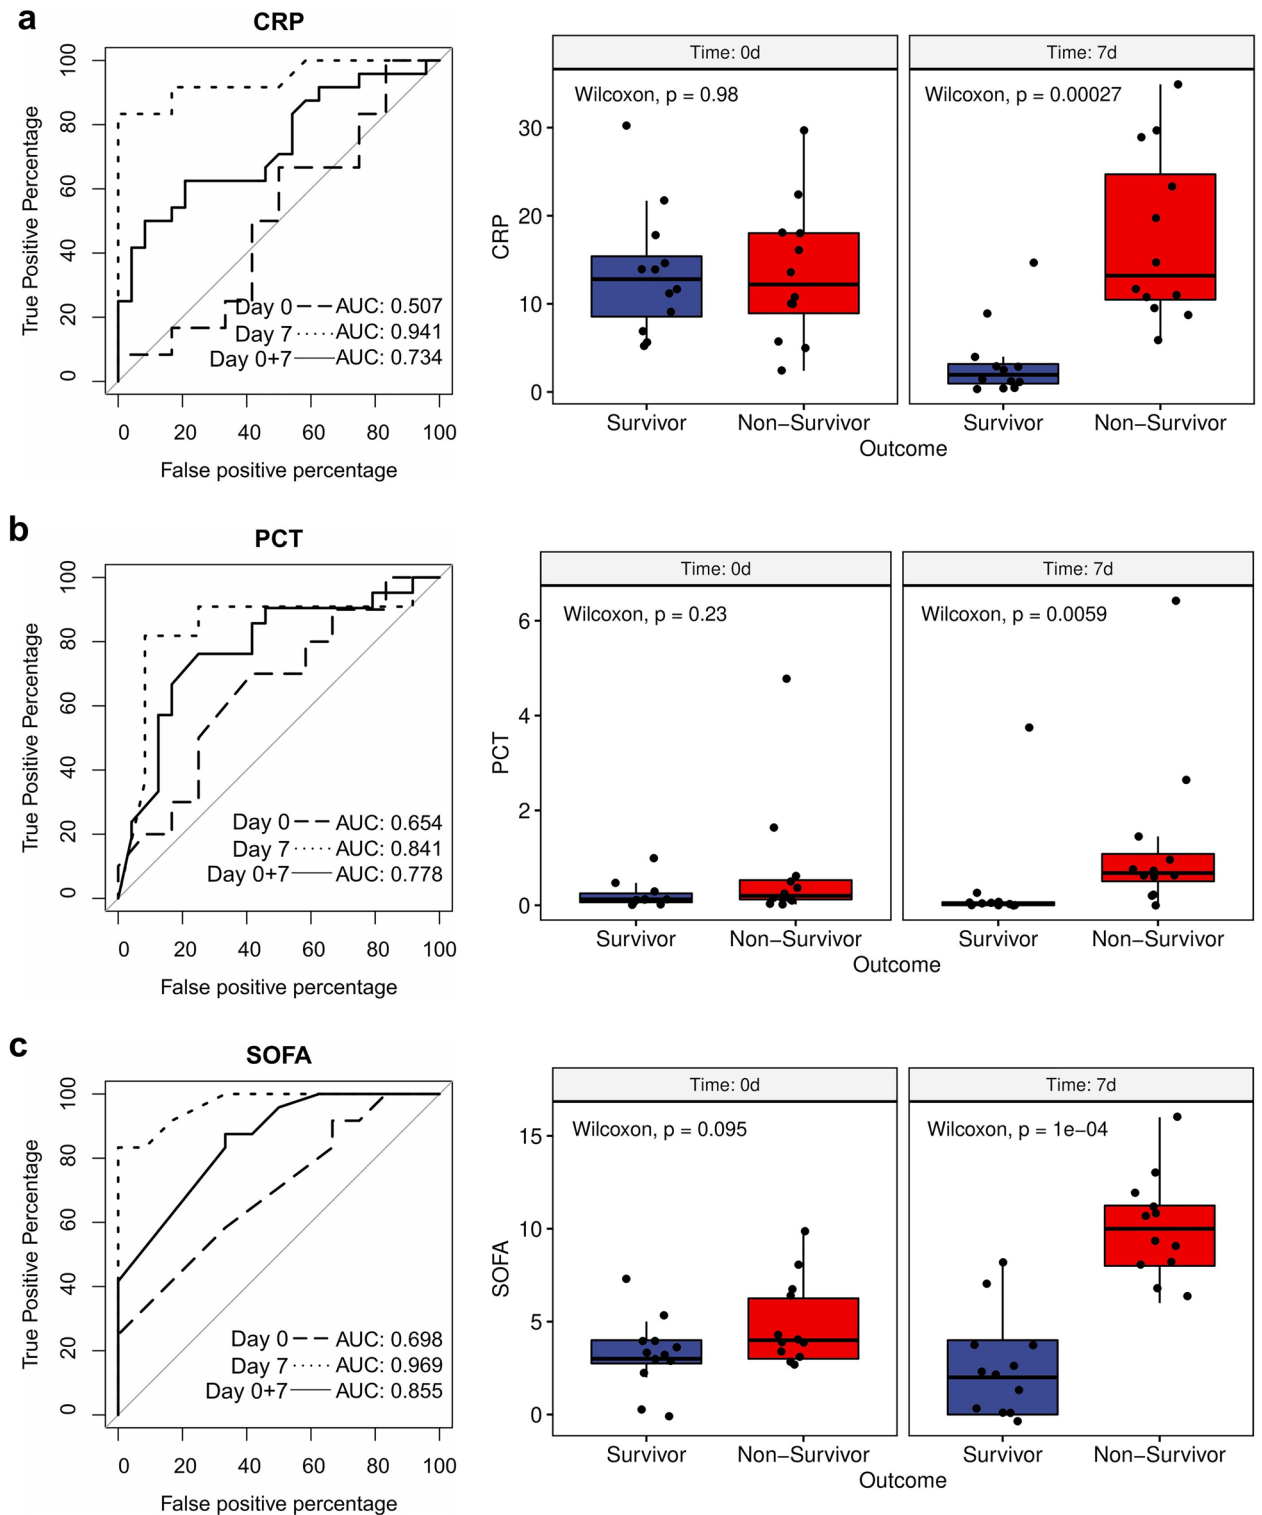 a
CRP
True Positive Percentage
100
80
60
40
20
0
Day 0 AUC: 0.507
Day 7 AUC: 0.941
Day 0+7 AUC: 0.734
0 20 40 60 80 100
False positive percentage
Time: 0d
Time: 7d
Wilcoxon, p = 0.98
Wilcoxon, p = 0.00027
CRP
30
20
10
0
Survivor Non−Survivor Survivor Non−Survivor
Outcome
b
PCT
True Positive Percentage
100
80
60
40
20
0
Day 0 AUC: 0.654
Day 7 AUC: 0.841
Day 0+7 AUC: 0.778
0 20 40 60 80 100
False positive percentage
Time: 0d
Time: 7d
Wilcoxon, p = 0.23
Wilcoxon, p = 0.0059
PCT
6
4
2
0
Survivor Non−Survivor Survivor Non−Survivor
Outcome
c
SOFA
True Positive Percentage
100
80
60
40
20
0
Day 0 AUC: 0.698
Day 7 AUC: 0.969
Day 0+7 AUC: 0.855
0 20 40 60 80 100
False positive percentage
Time: 0d
Time: 7d
Wilcoxon, p = 0.095
Wilcoxon, p = 1e−04
SOFA
15
10
5
0
Survivor Non−Survivor Survivor Non−Survivor
Outcome